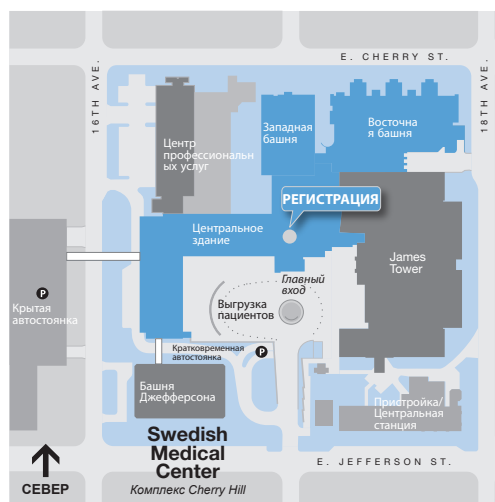 E. CHERRY ST.
16TH AVE.
18TH AVE.
Западная
башня
Восточна
я башня
Центр
профессиональн
ых услуг
РЕГИСТРАЦИЯ
Центральное
здание
James
Tower
Главный
вход
P
Крытая
автостоянка
Выгрузка
пациентов
Кратковременная
автостоянка
P
Башня
Джефферсона
Пристройка/
Центральная
станция
Swedish
Medical
Center
Комплекс Cherry Hill
E. JEFFERSON ST.
СЕВЕР